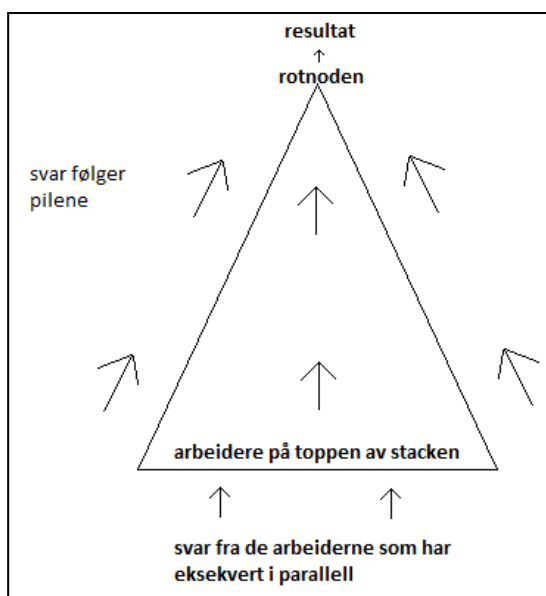 resultat
rotnoden
svar følger
pilene
arbeidere på toppen av stacken
svar fra de arbeiderne som har
eksekvert i parallell